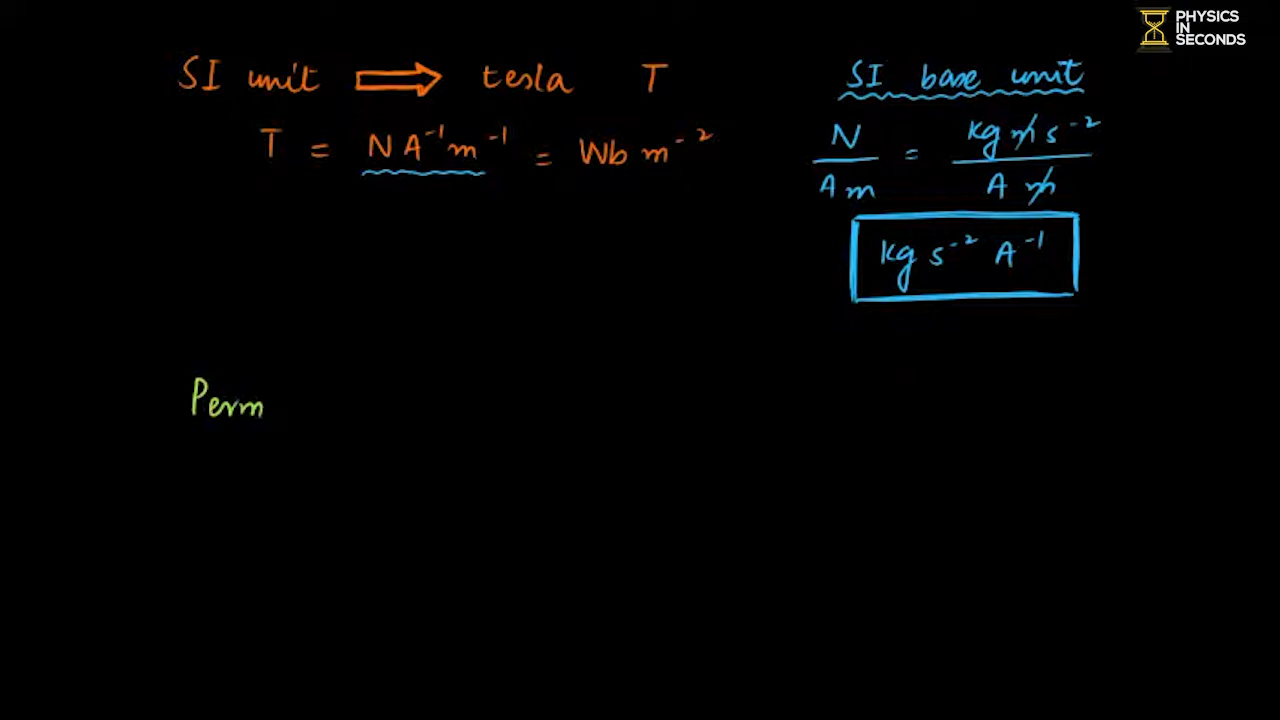 PHYSICS
IN
SECONDS
SI unit ⟹ tesla T
T = N A⁻¹ m⁻¹ = Wb m⁻²
SI base unit
N / A m = kg m s⁻² / A m
kg s⁻² A⁻¹
Perm